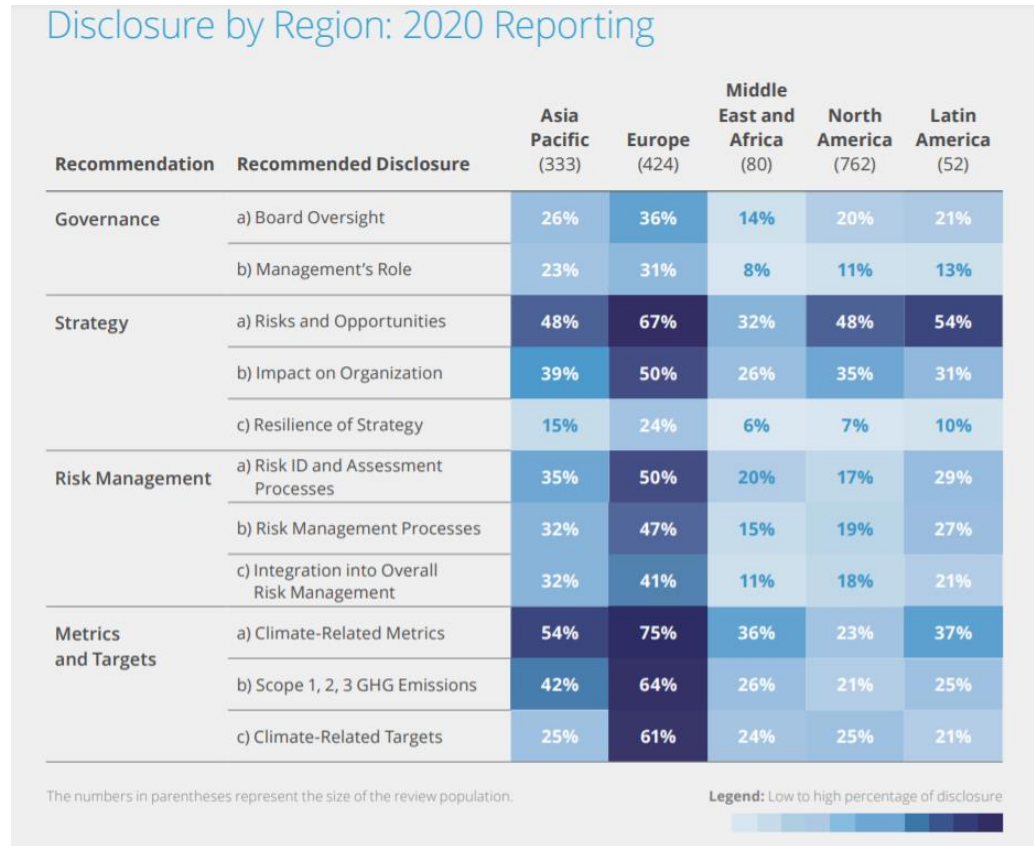 Disclosure by Region: 2020 Reporting
Recommendation Recommended Disclosure Asia Pacific (333) Europe (424) Middle East and Africa (80) North America (762) Latin America (52)
Governance a) Board Oversight 26% 36% 14% 20% 21%
b) Management’s Role 23% 31% 8% 11% 13%
Strategy a) Risks and Opportunities 48% 67% 32% 48% 54%
b) Impact on Organization 39% 50% 26% 35% 31%
c) Resilience of Strategy 15% 24% 6% 7% 10%
Risk Management a) Risk ID and Assessment Processes 35% 50% 20% 17% 29%
b) Risk Management Processes 32% 47% 15% 19% 27%
c) Integration into Overall Risk Management 32% 41% 11% 18% 21%
Metrics and Targets a) Climate-Related Metrics 54% 75% 36% 23% 37%
b) Scope 1, 2, 3 GHG Emissions 42% 64% 26% 21% 25%
c) Climate-Related Targets 25% 61% 24% 25% 21%
The numbers in parentheses represent the size of the review population.
Legend: Low to high percentage of disclosure